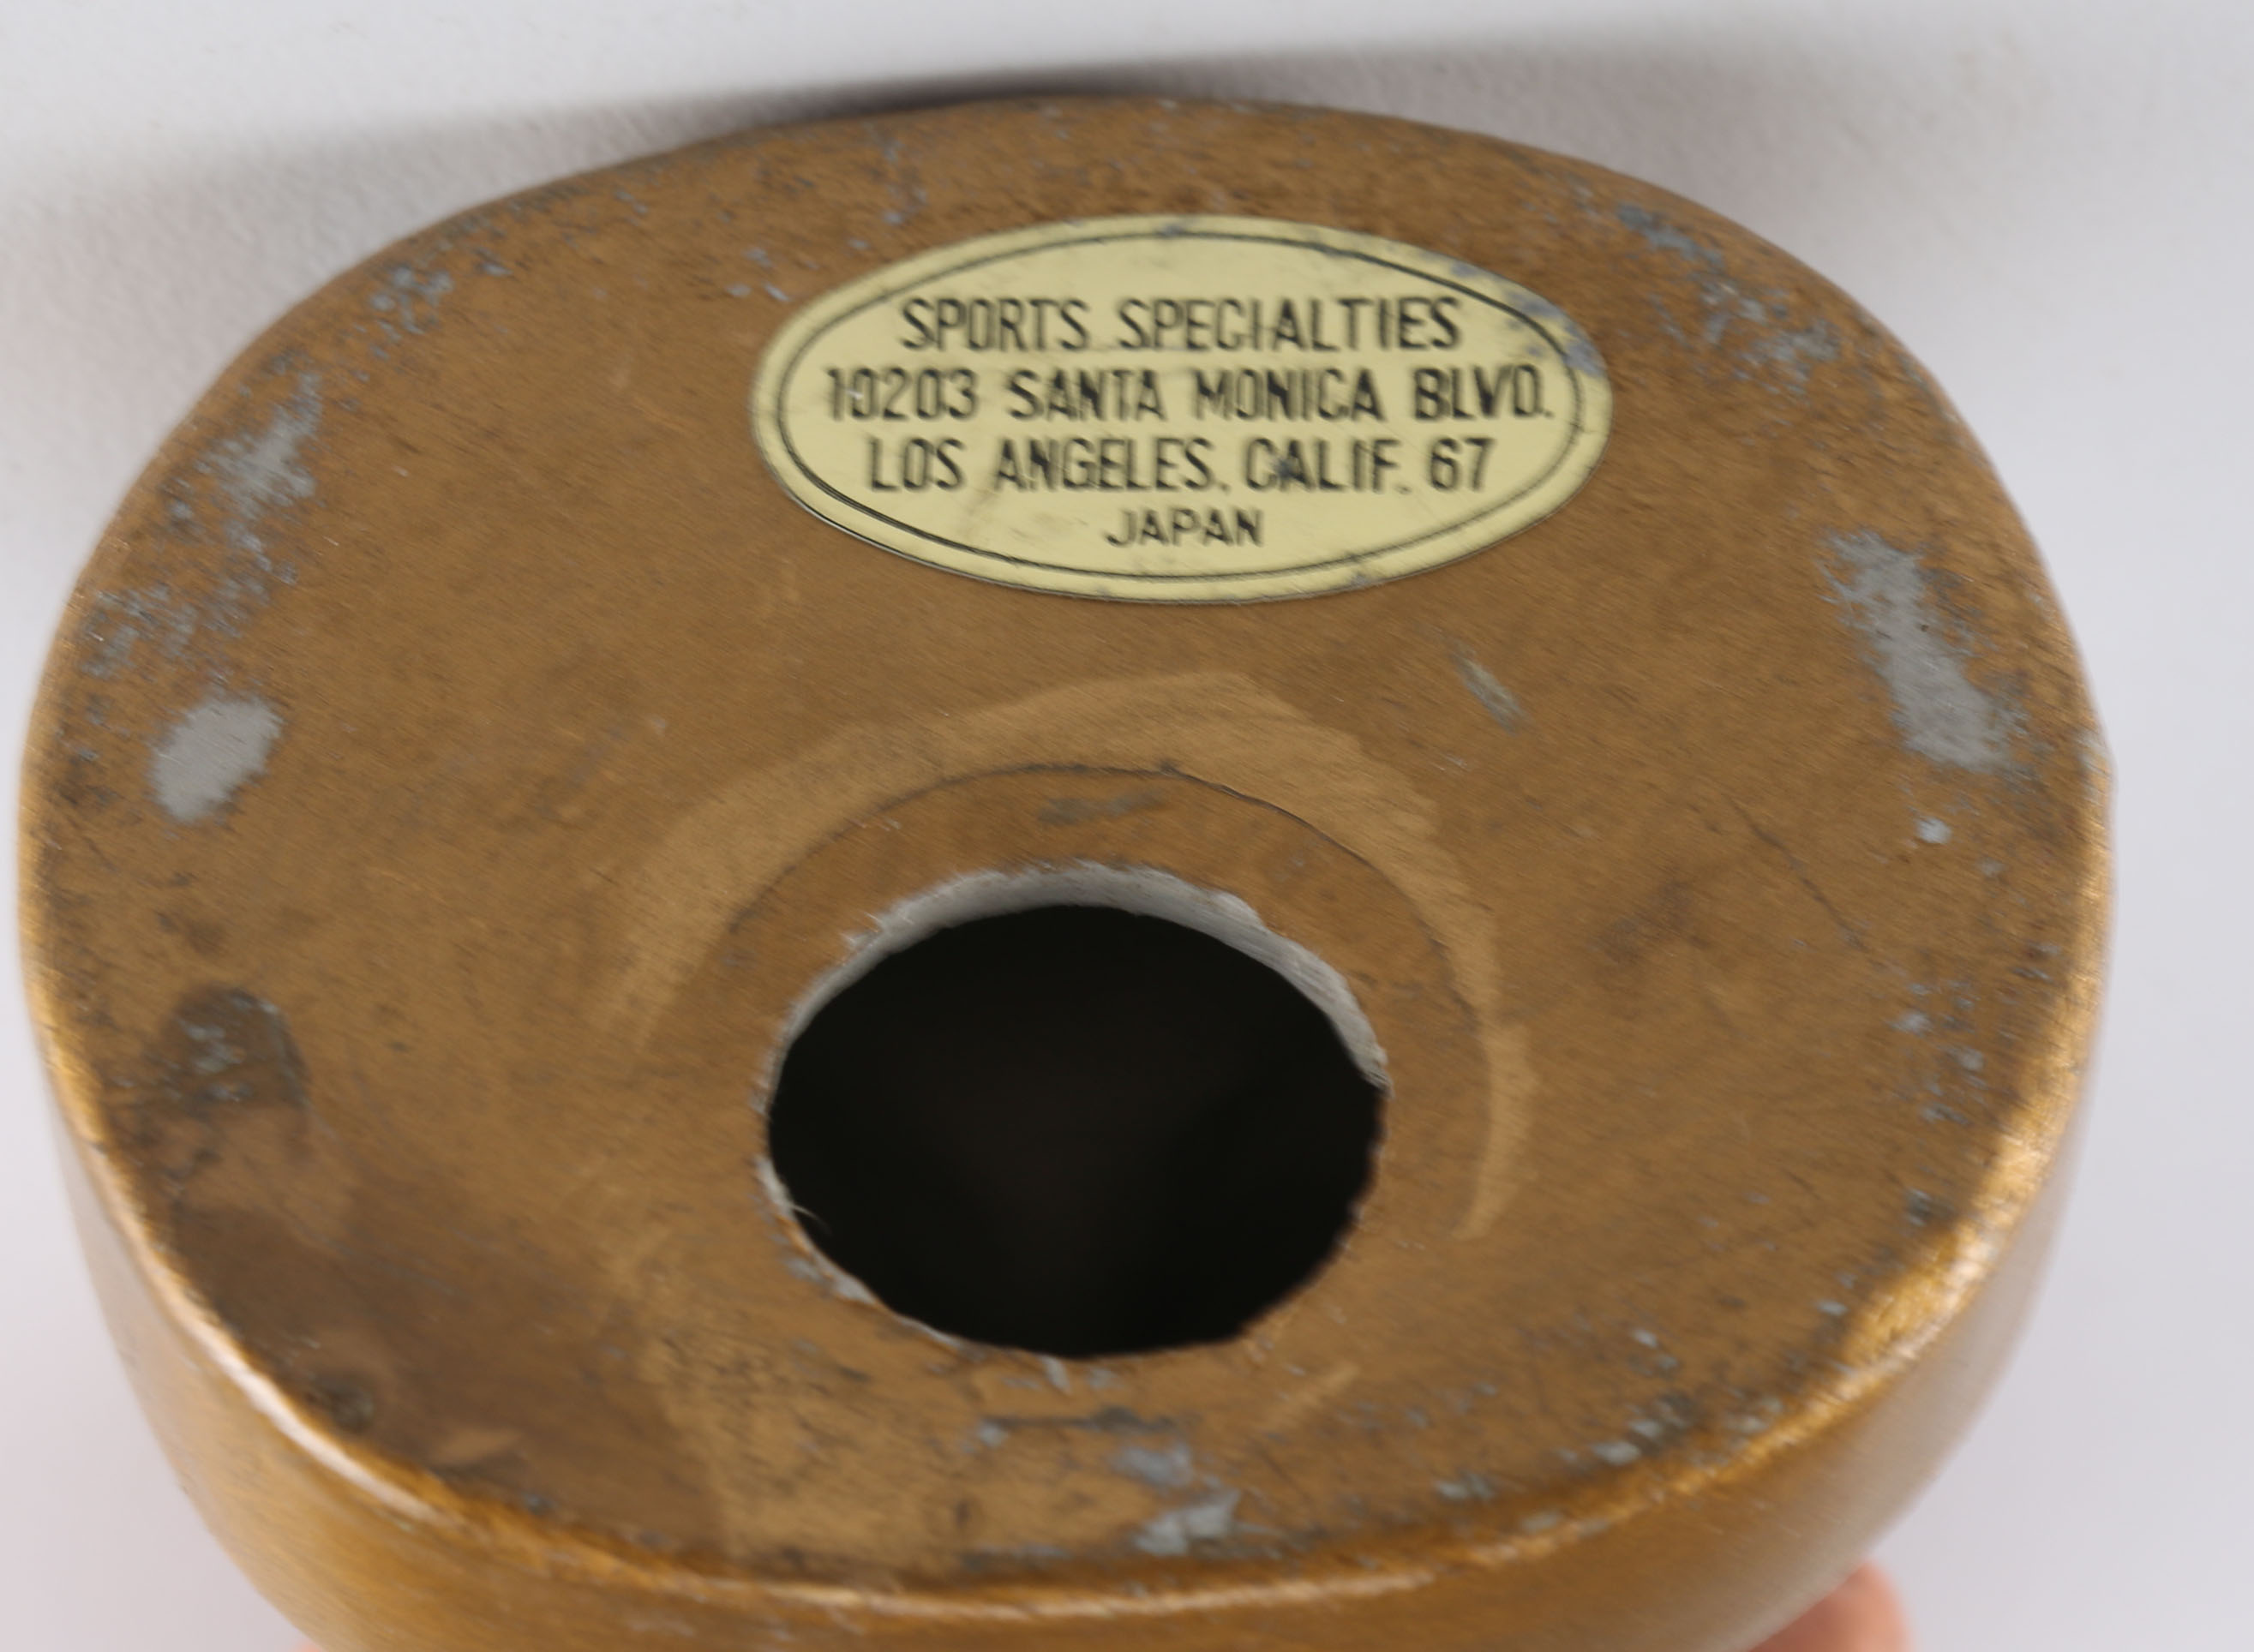 SPORTS SPECIALTIES
10203 SANTA MONICA BLVD.
LOS ANGELES, CALIF. 67
JAPAN